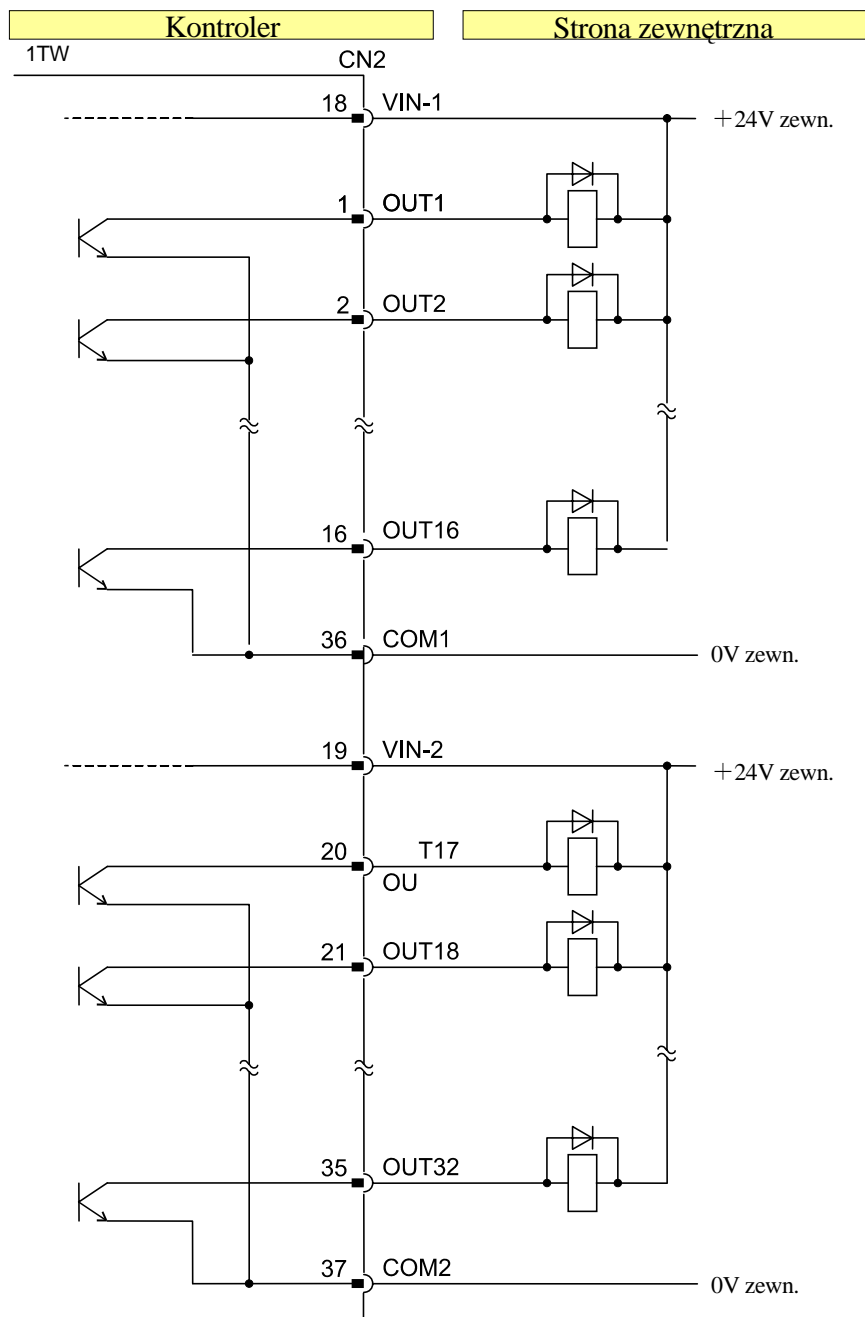 Kontroler
Strona zewnętrzna
1TW
CN2
18 VIN-1
+24V zewn.
1 OUT1
2 OUT2
16 OUT16
36 COM1
0V zewn.
19 VIN-2
+24V zewn.
20 T17
OU
21 OUT18
35 OUT32
37 COM2
0V zewn.